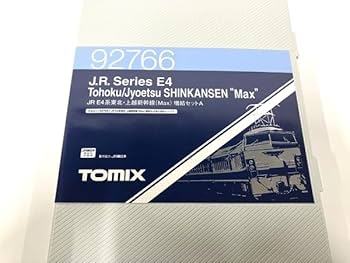 92766
J.R. Series E4
Tohoku/Jyoetsu SHINKANSEN "Max"
JR E4系東北・上越新幹線(Max) 増結セットA
TOMIX